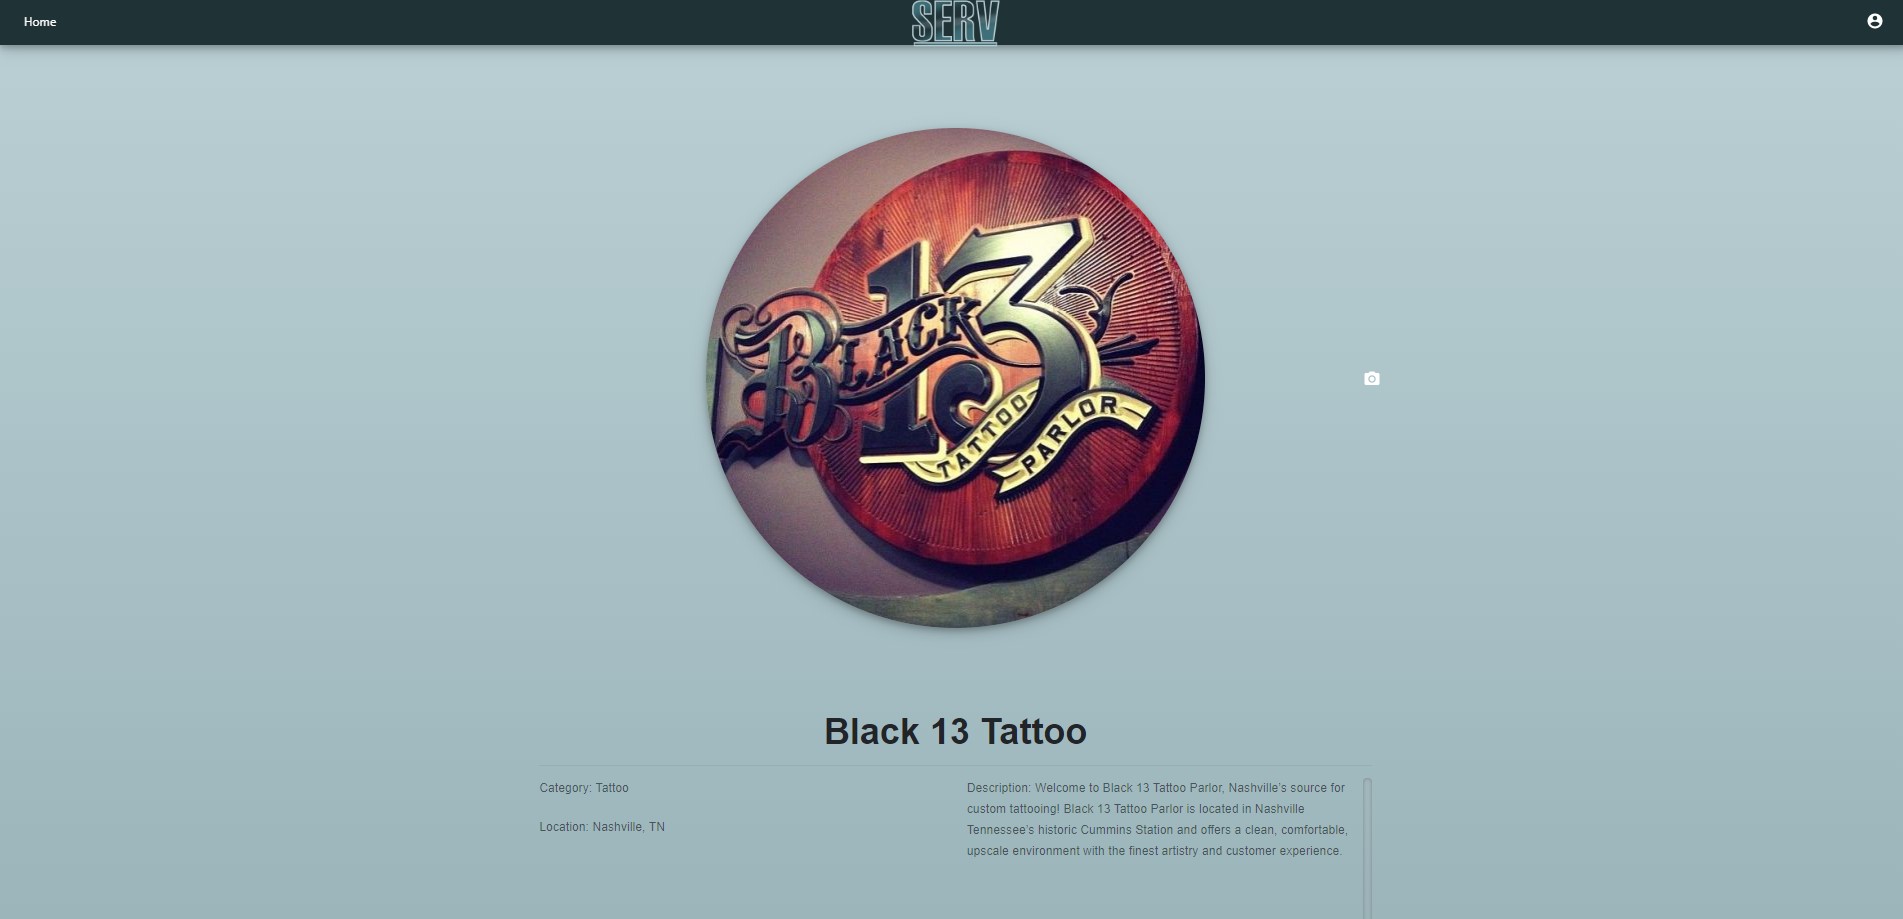 Home
SERV
BLACK
13
TATTOO
PARLOR
Black 13 Tattoo
Category: Tattoo
Location: Nashville, TN
Description: Welcome to Black 13 Tattoo Parlor, Nashville's source for
custom tattooing! Black 13 Tattoo Parlor is located in Nashville
Tennessee's historic Cummins Station and offers a clean, comfortable,
upscale environment with the finest artistry and customer experience.